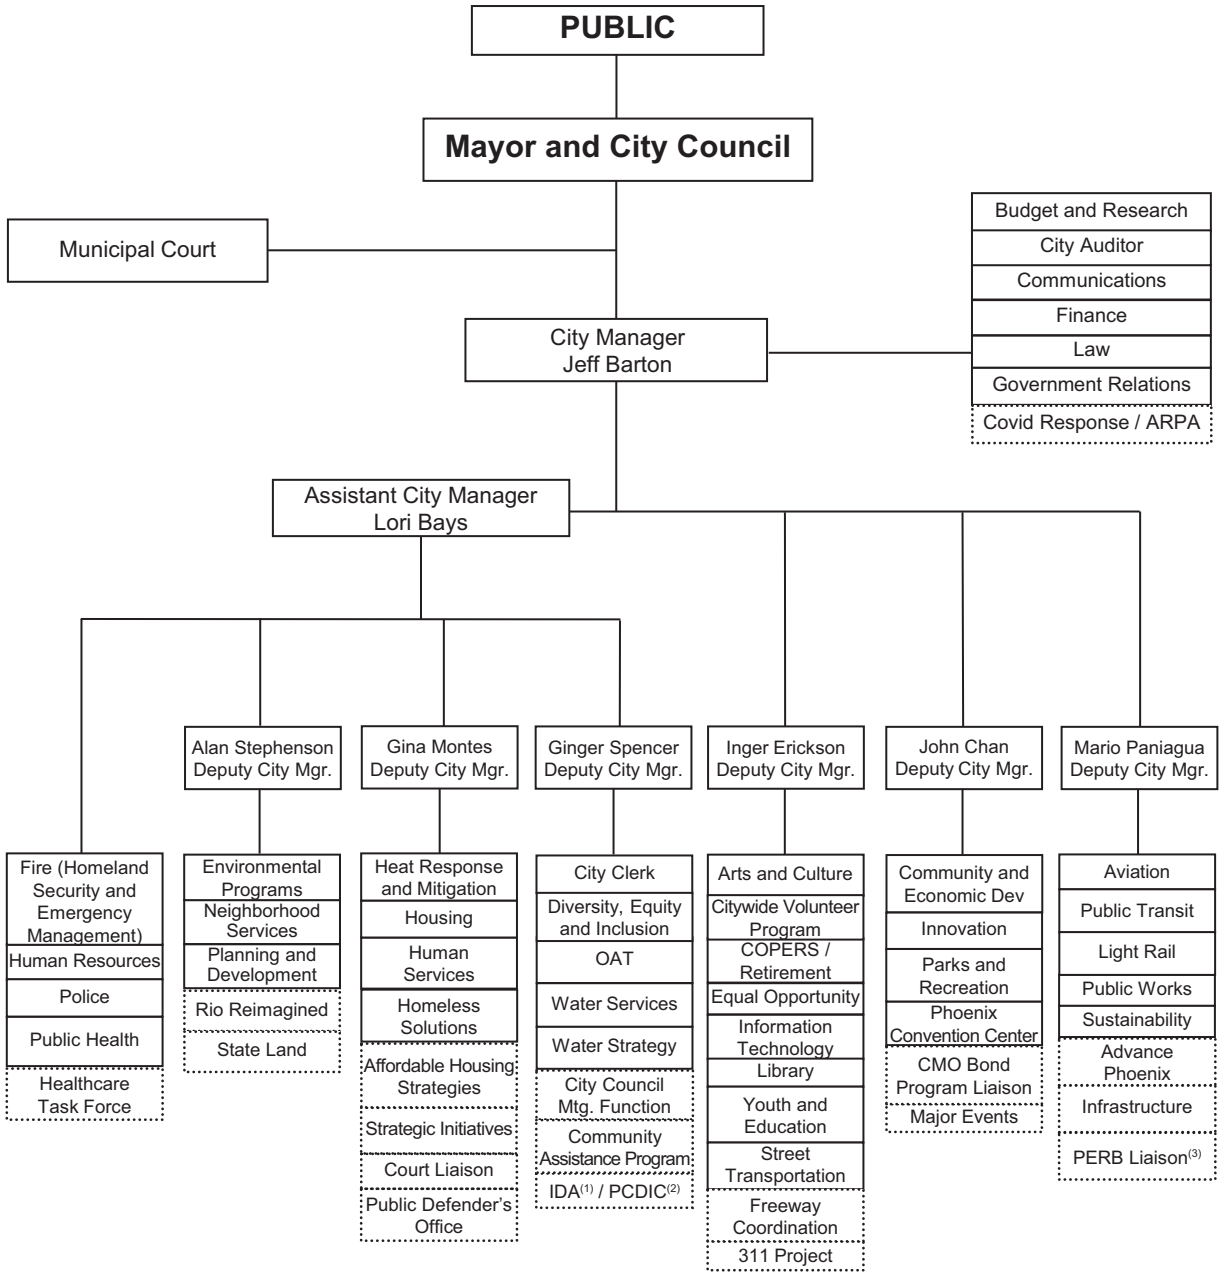 PUBLIC
Mayor and City Council
Municipal Court
Budget and Research
City Auditor
Communications
Finance
Law
Government Relations
Covid Response / ARPA
City Manager
Jeff Barton
Assistant City Manager
Lori Bays
Alan Stephenson
Deputy City Mgr.
Gina Montes
Deputy City Mgr.
Ginger Spencer
Deputy City Mgr.
Inger Erickson
Deputy City Mgr.
John Chan
Deputy City Mgr.
Mario Paniagua
Deputy City Mgr.
Fire (Homeland
Security and
Emergency
Management)
Human Resources
Police
Public Health
Healthcare
Task Force
Environmental
Programs
Neighborhood
Services
Planning and
Development
Rio Reimagined
State Land
Heat Response
and Mitigation
Housing
Human
Services
Homeless
Solutions
Affordable Housing
Strategies
Strategic Initiatives
Court Liaison
Public Defender's
Office
City Clerk
Diversity, Equity
and Inclusion
OAT
Water Services
Water Strategy
City Council
Mtg. Function
Community
Assistance Program
IDA(1) / PCDIC(2)
Arts and Culture
Citywide Volunteer
Program
COPERS /
Retirement
Equal Opportunity
Information
Technology
Library
Youth and
Education
Street
Transportation
Freeway
Coordination
311 Project
Community and
Economic Dev
Innovation
Parks and
Recreation
Phoenix
Convention Center
CMO Bond
Program Liaison
Major Events
Aviation
Public Transit
Light Rail
Public Works
Sustainability
Advance
Phoenix
Infrastructure
PERB Liaison(3)